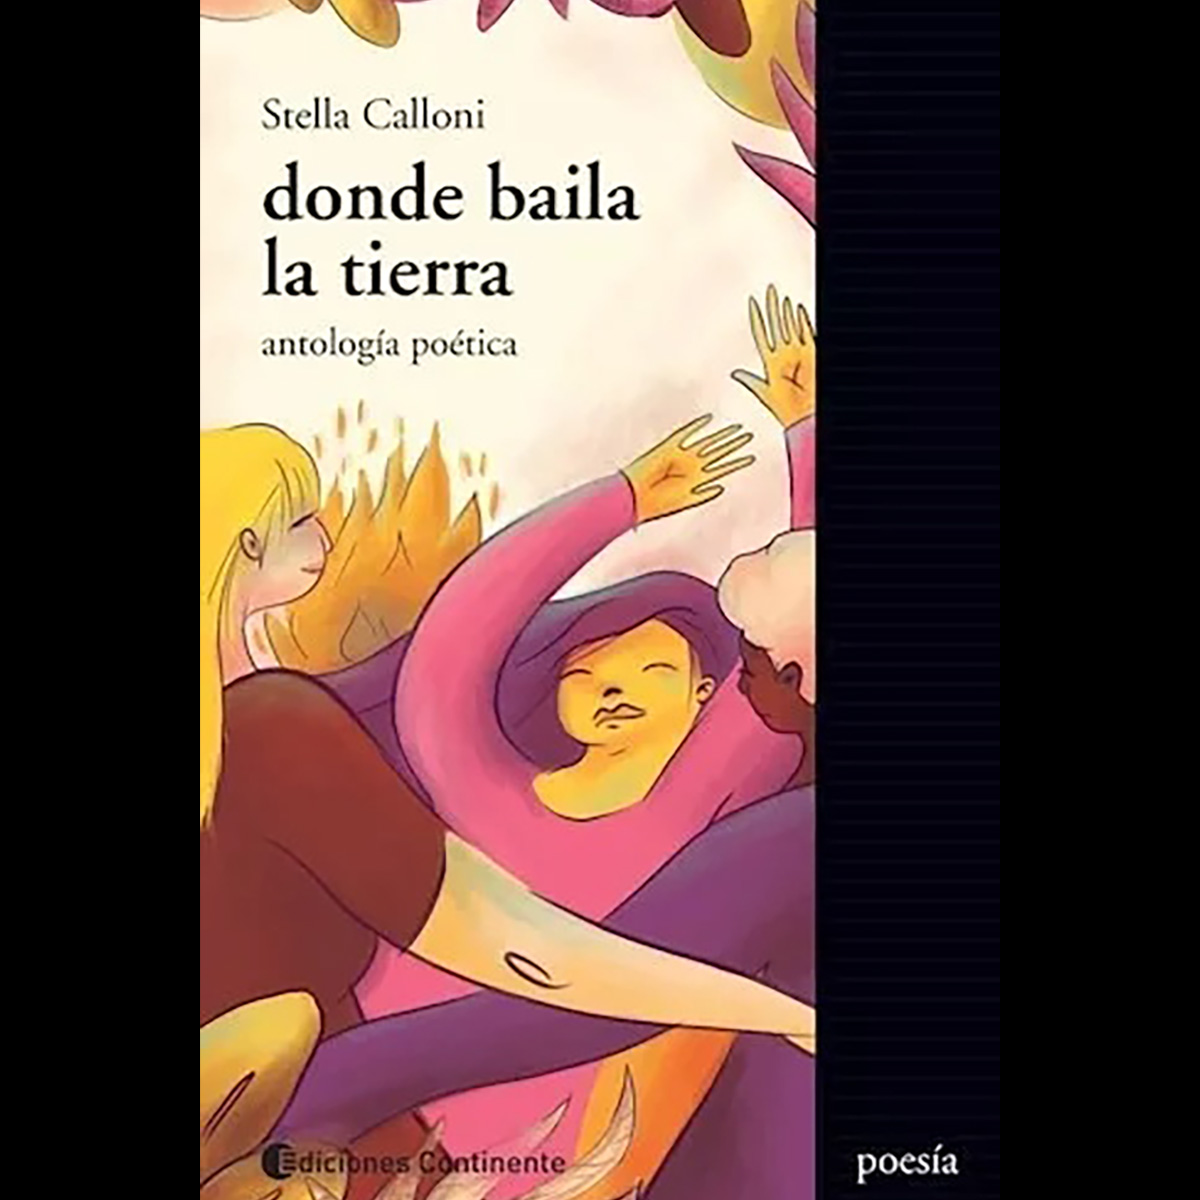 Stella Calloni
donde baila
la tierra
antología poética
Ediciones Continente
poesía